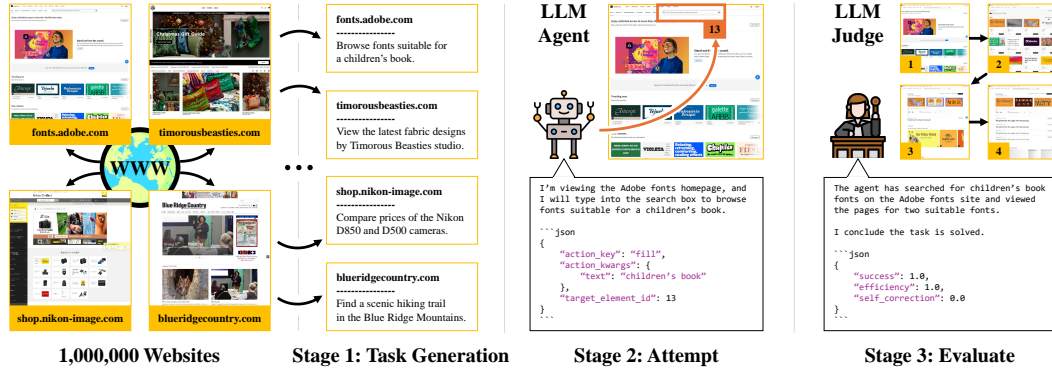 fonts.adobe.com
timorousbeasties.com
WWW
shop.nikon-image.com
blueridgecountry.com
1,000,000 Websites
fonts.adobe.com
----------------
Browse fonts suitable for
a children's book.
timorousbeasties.com
----------------
View the latest fabric designs
by Timorous Beasties studio.
shop.nikon-image.com
----------------
Compare prices of the Nikon
D850 and D500 cameras.
blueridgecountry.com
----------------
Find a scenic hiking trail
in the Blue Ridge Mountains.
Stage 1: Task Generation
LLM
Agent
13
I'm viewing the Adobe fonts homepage, and
I will type into the search box to browse
fonts suitable for a children's book.
```json
{
“action_key”: “fill”,
“action_kwargs”: {
“text”: “children’s book”
},
“target_element_id”: 13
}
```
Stage 2: Attempt
LLM
Judge
1
2
3
4
The agent has searched for children's book
fonts on the Adobe fonts site and viewed
the pages for two suitable fonts.
I conclude the task is solved.
```json
{
“success”: 1.0,
“efficiency”: 1.0,
“self_correction”: 0.0
}
```
Stage 3: Evaluate
Christmas Gift Guide
Blue Ridge Country